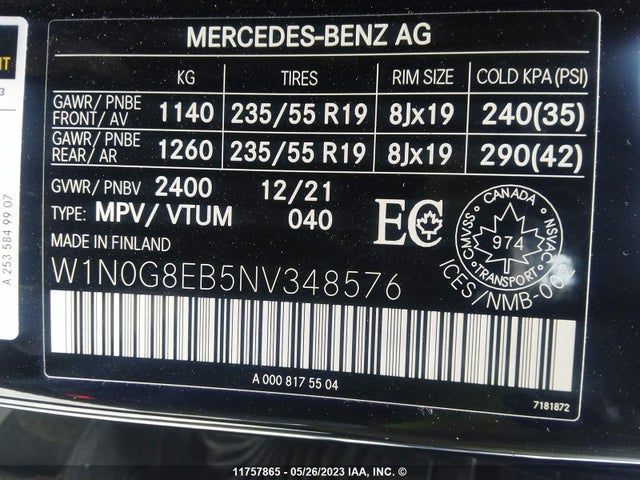 MERCEDES-BENZ AG
KG TIRES RIM SIZE COLD KPA(PSI)
GAWR/ PNBE FRONT/ AV 1140 235/55 R19 8Jx19 240(35)
GAWR/ PNBE REAR/ AR 1260 235/55 R19 8Jx19 290(42)
GVWR/ PNBV 2400 12/21
TYPE: MPV/ VTUM 040
MADE IN FINLAND
EC
CANADA
CMVSS 974 NSVAC
TRANSPORT
ICES/NMB-002
W1N0G8EB5NV348576
A 000 817 55 04
7181872
A 253 584 99 07
11757865 - 05/26/2023 IAA, INC. ©